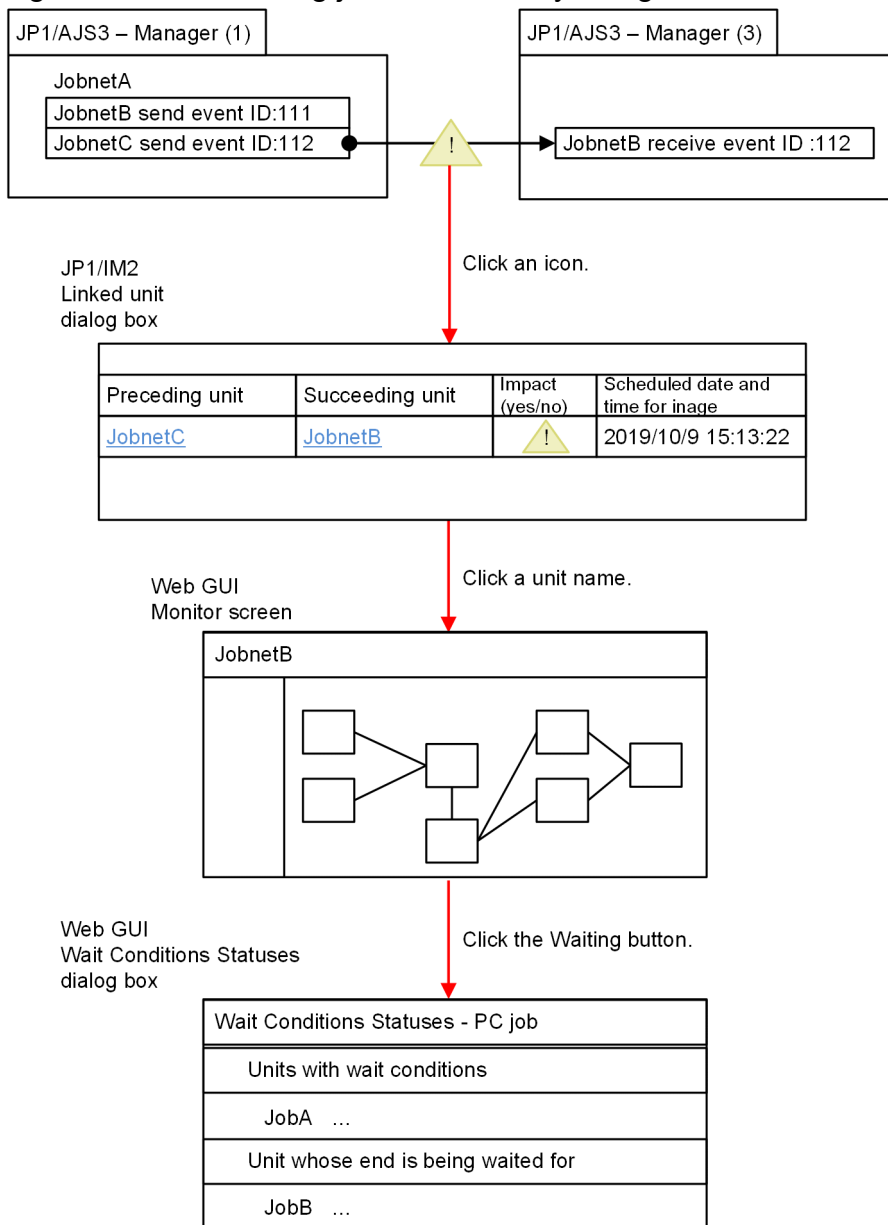 JP1/AJS3 – Manager (1)
JP1/AJS3 – Manager (3)
JobnetA
JobnetB send event ID:111
JobnetC send event ID:112
!
JobnetB receive event ID :112
JP1/IM2
Linked unit
dialog box
Click an icon.
Preceding unit
Succeeding unit
Impact
(yes/no)
Scheduled date and
time for inage
JobnetC
JobnetB
!
2019/10/9 15:13:22
Web GUI
Monitor screen
Click a unit name.
JobnetB
Web GUI
Wait Conditions Statuses
dialog box
Click the Waiting button.
Wait Conditions Statuses - PC job
Units with wait conditions
JobA ...
Unit whose end is being waited for
JobB ...